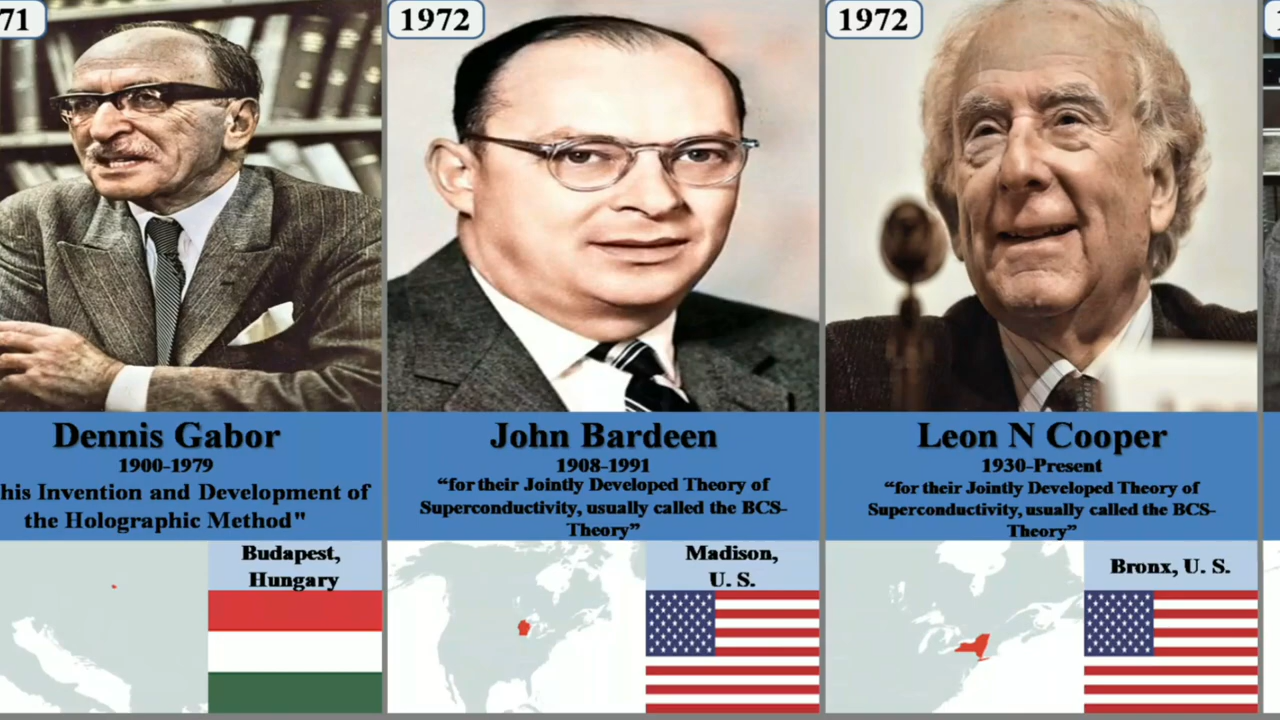 71
Dennis Gabor
1900-1979
his Invention and Development of
the Holographic Method"
Budapest,
Hungary
1972
John Bardeen
1908-1991
“for their Jointly Developed Theory of
Superconductivity, usually called the BCS-
Theory”
Madison,
U. S.
1972
Leon N Cooper
1930-Present
“for their Jointly Developed Theory of
Superconductivity, usually called the BCS-
Theory”
Bronx, U. S.